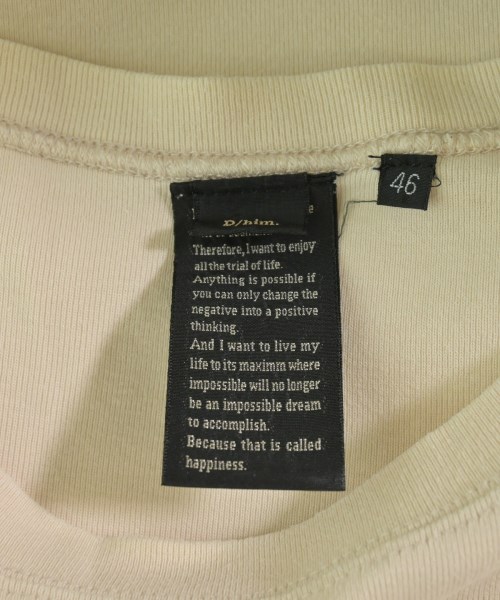 D/him.
Therefore, I want to enjoy
all the trial of life.
Anything is possible if
you can only change the
negative into a positive
thinking.
And I want to live my
life to its maximm where
impossible will no longer
be an impossible dream
to accomplish.
Because that is called
happiness.
46